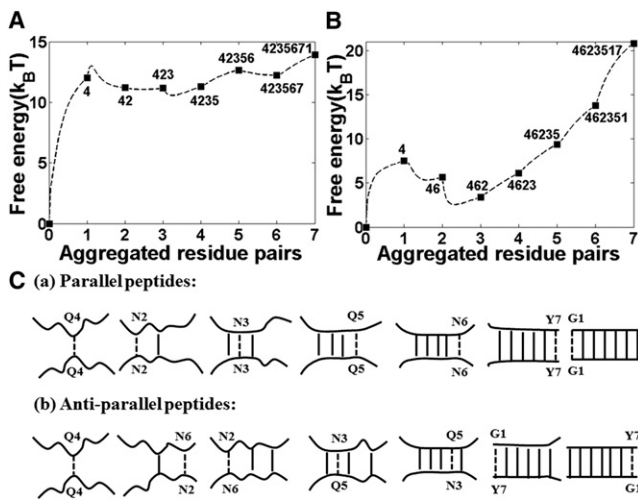 A
B
Free energy(kBT)
15
10
5
0
4
42
423
4235
42356
423567
4235671
0 1 2 3 4 5 6 7
Aggregated residue pairs
Free energy(kBT)
20
15
10
5
0
4
46
462
4623
46235
462351
4623517
0 1 2 3 4 5 6 7
Aggregated residue pairs
C (a) Parallel peptides:
Q4 N2 N3 Q5 N6 Y7 G1
Q4 N2 N3 Q5 N6 Y7 G1
(b) Anti-parallel peptides:
Q4 N6 N2 N3 Q5 G1 Y7
Q4 N2 N6 Q5 N3 Y7 G1